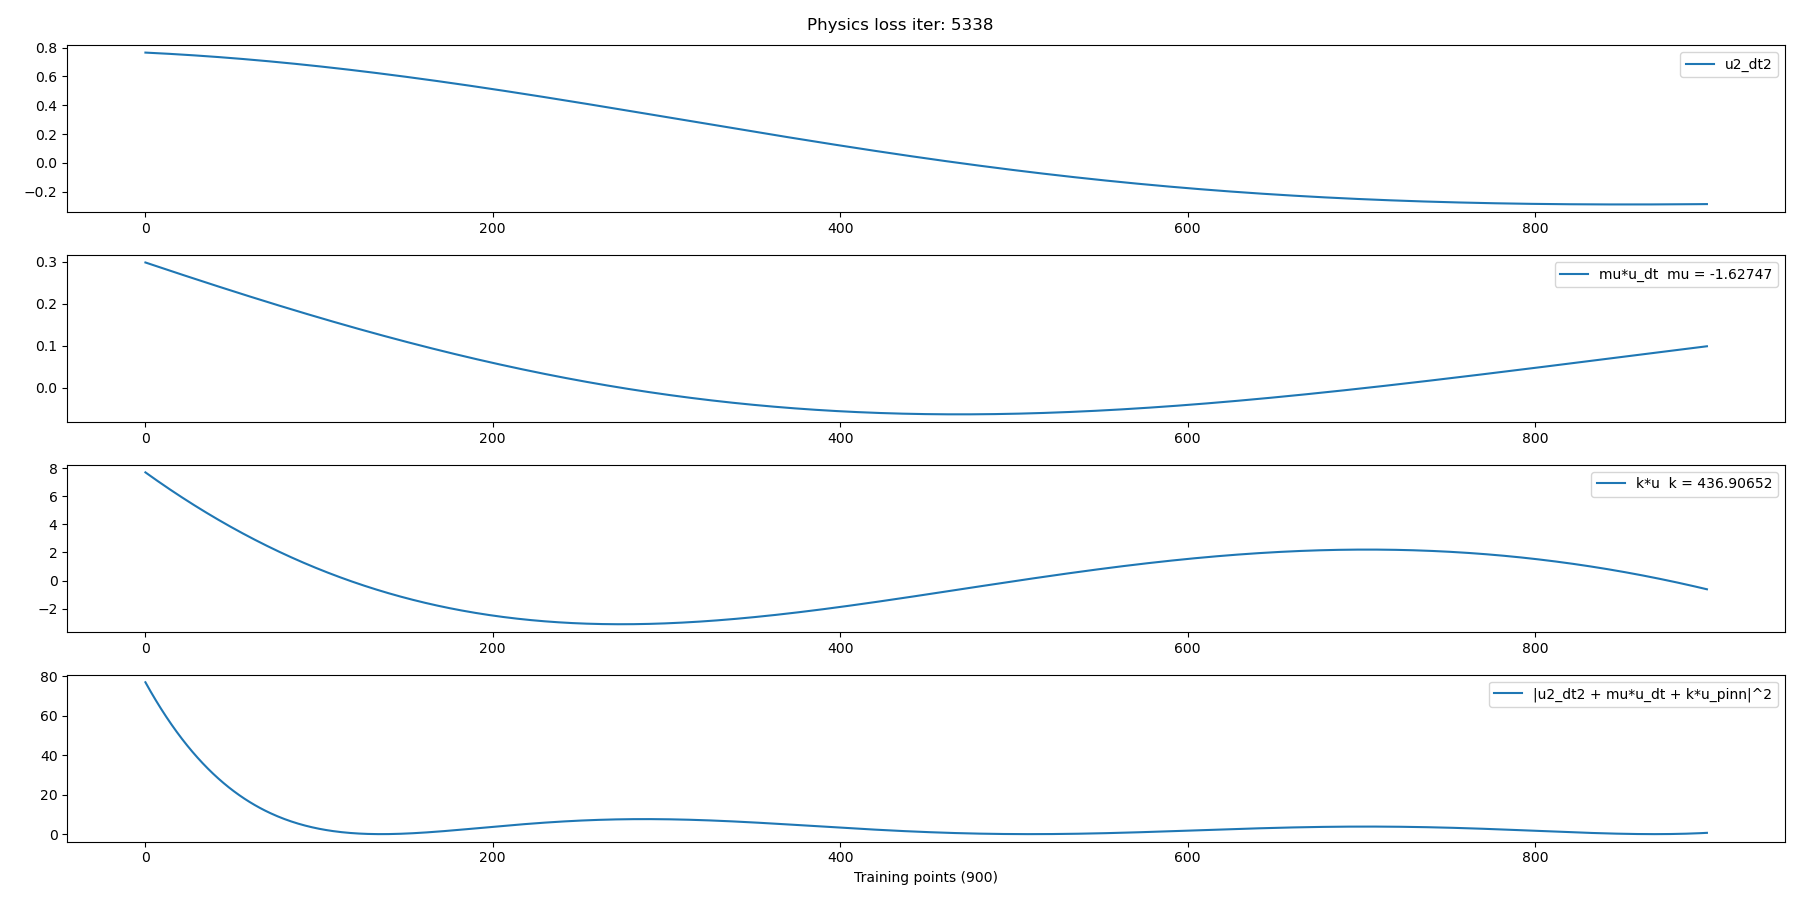 Physics loss iter: 5338
0.8
0.6
0.4
0.2
0.0
−0.2
u2_dt2
0 200 400 600 800
0.3
0.2
0.1
0.0
mu*u_dt  mu = -1.62747
0 200 400 600 800
8
6
4
2
0
−2
k*u  k = 436.90652
0 200 400 600 800
80
60
40
20
0
|u2_dt2 + mu*u_dt + k*u_pinn|^2
0 200 400 600 800
Training points (900)